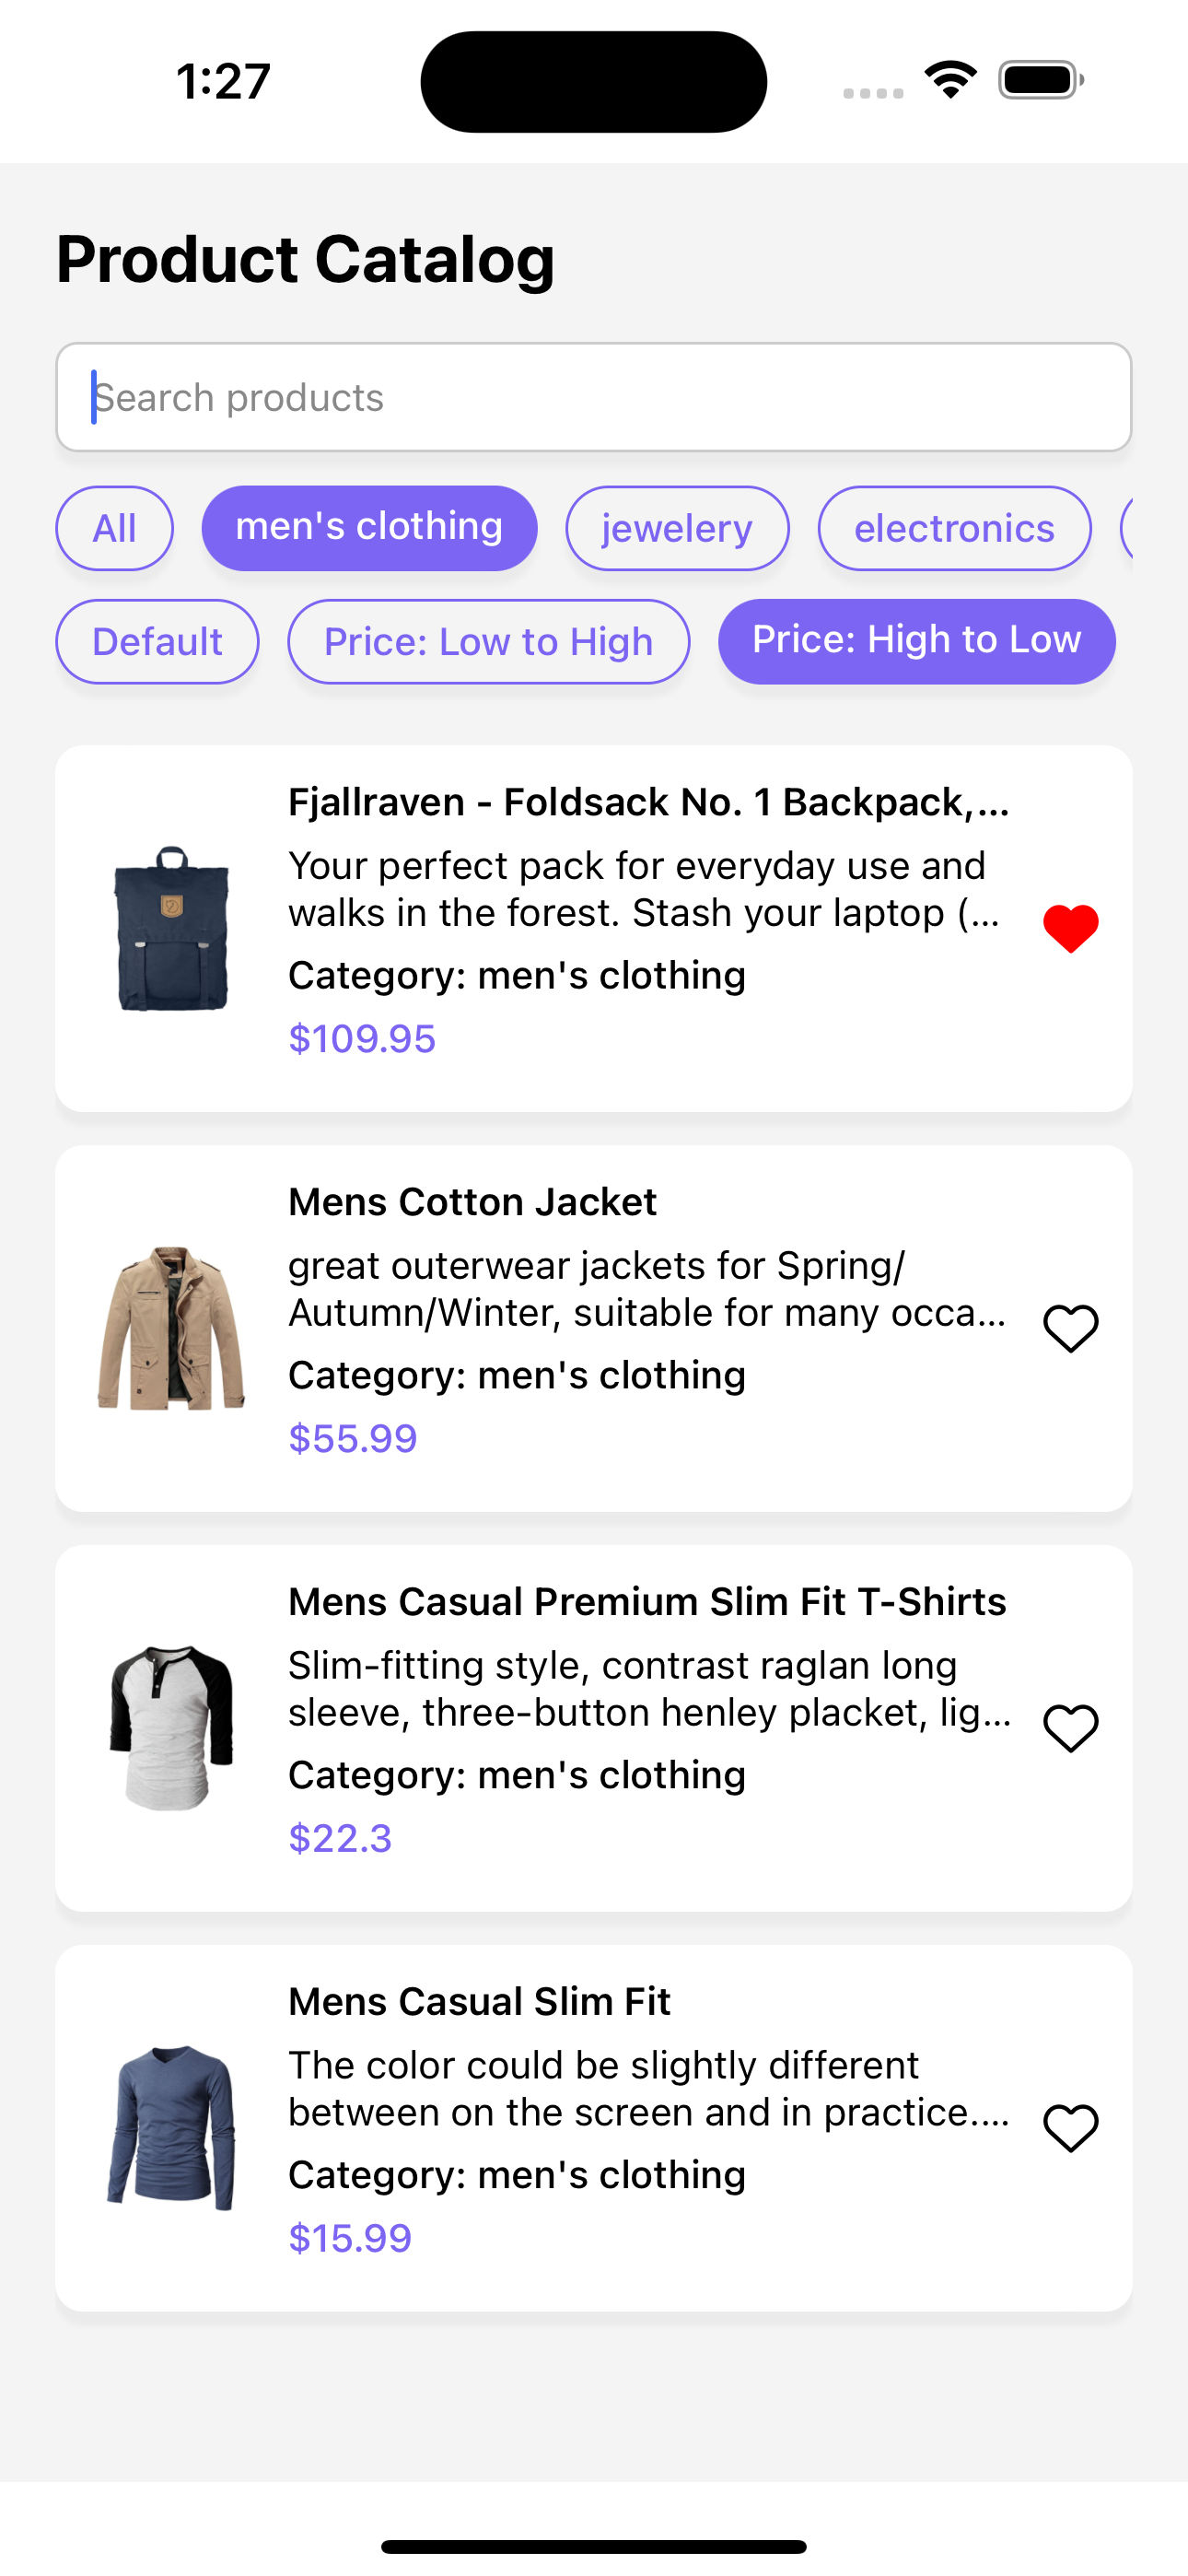 1:27
Product Catalog
Search products
All
men's clothing
jewelery
electronics
Default
Price: Low to High
Price: High to Low
Fjallraven - Foldsack No. 1 Backpack,...
Your perfect pack for everyday use and
walks in the forest. Stash your laptop (...
Category: men's clothing
$109.95
Mens Cotton Jacket
great outerwear jackets for Spring/
Autumn/Winter, suitable for many occa...
Category: men's clothing
$55.99
Mens Casual Premium Slim Fit T-Shirts
Slim-fitting style, contrast raglan long
sleeve, three-button henley placket, lig...
Category: men's clothing
$22.3
Mens Casual Slim Fit
The color could be slightly different
between on the screen and in practice....
Category: men's clothing
$15.99